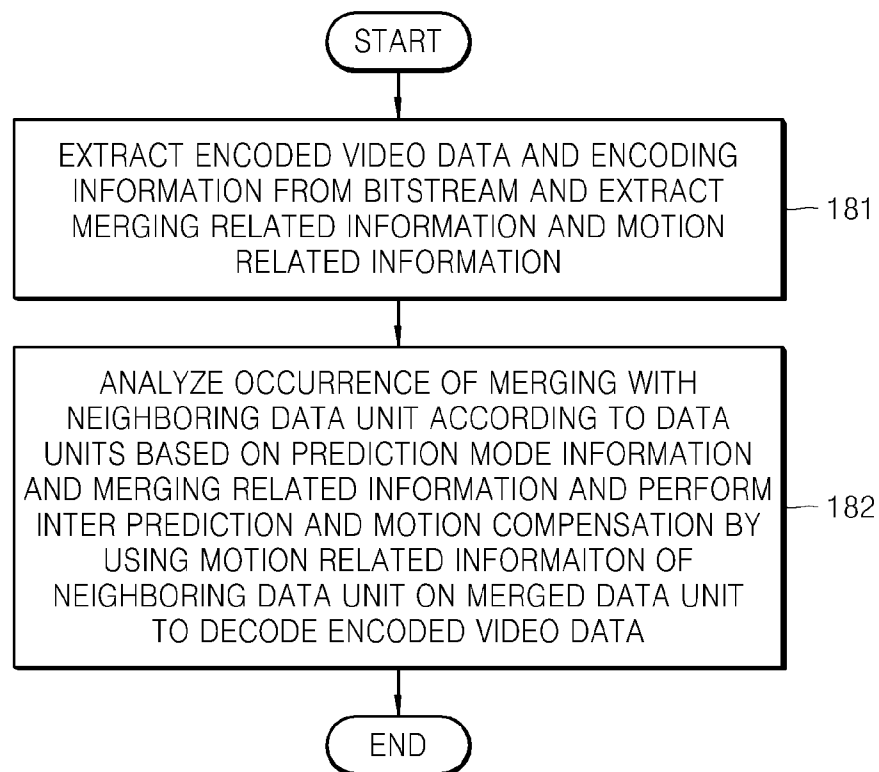 START
EXTRACT ENCODED VIDEO DATA AND ENCODING
INFORMATION FROM BITSTREAM AND EXTRACT
MERGING RELATED INFORMATION AND MOTION
RELATED INFORMATION
181
ANALYZE OCCURRENCE OF MERGING WITH
NEIGHBORING DATA UNIT ACCORDING TO DATA
UNITS BASED ON PREDICTION MODE INFORMATION
AND MERGING RELATED INFORMATION AND PERFORM
INTER PREDICTION AND MOTION COMPENSATION BY
USING MOTION RELATED INFORMAITON OF
NEIGHBORING DATA UNIT ON MERGED DATA UNIT
TO DECODE ENCODED VIDEO DATA
182
END